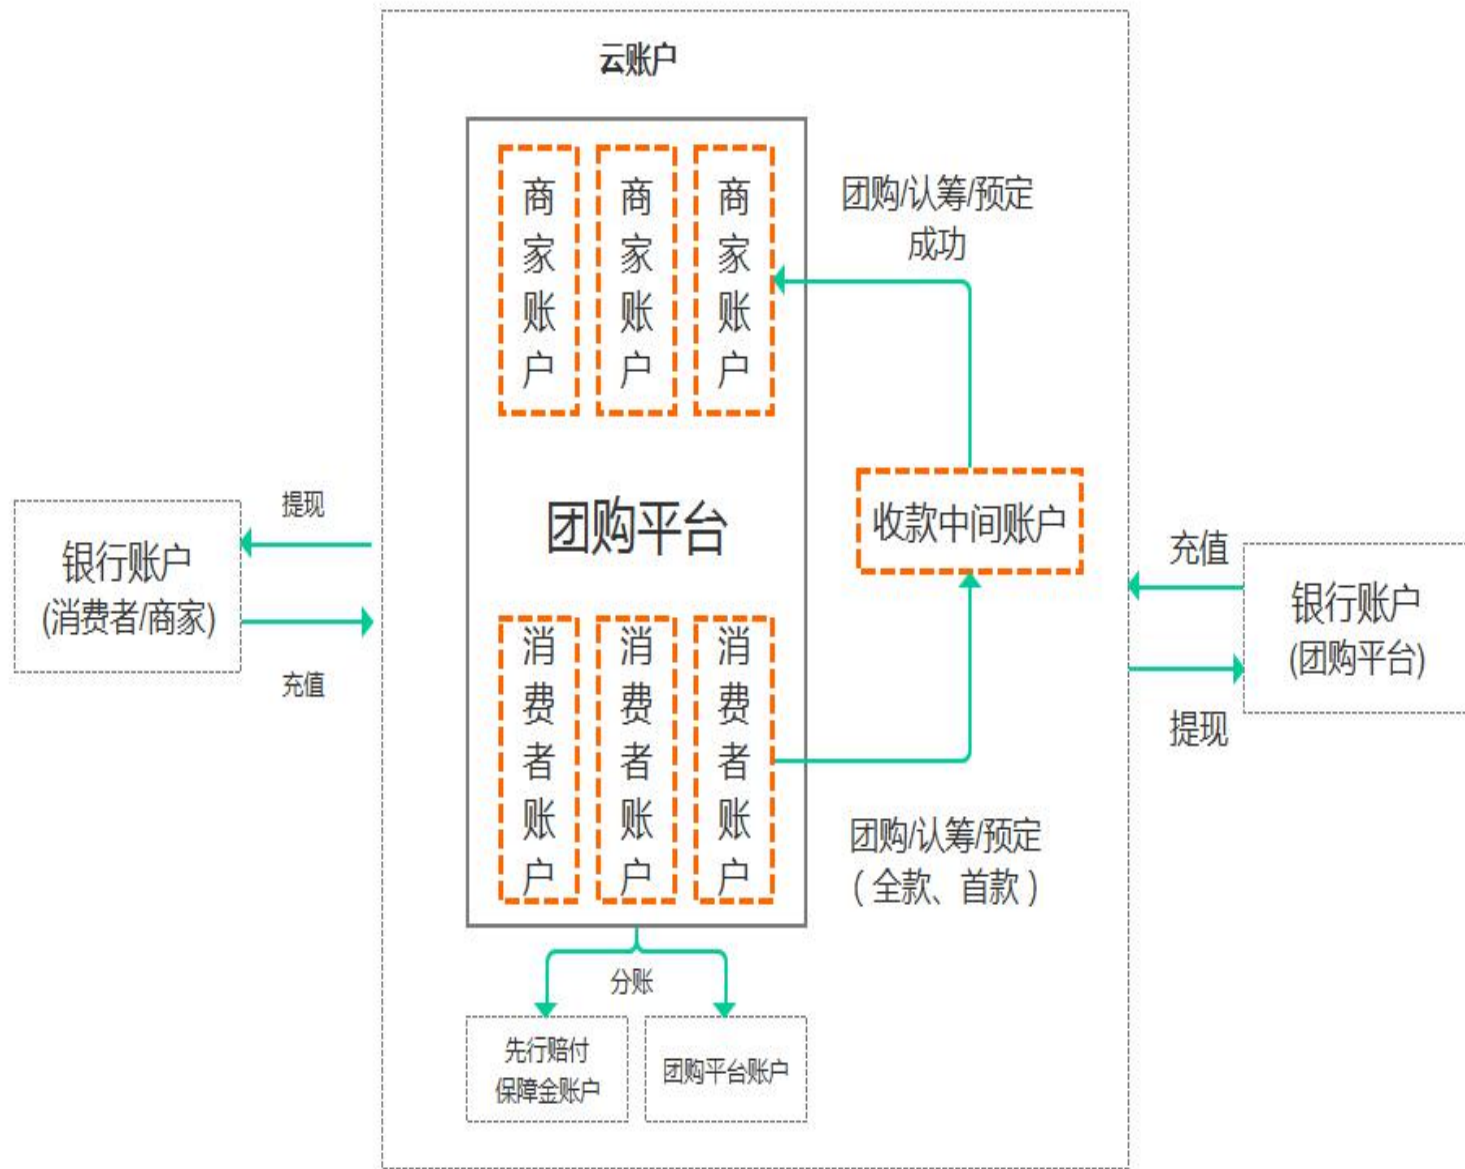 云账户
商家账户
商家账户
商家账户
团购/认筹/预定
成功
团购平台
收款中间账户
提现
银行账户
(消费者/商家)
充值
充值
银行账户
(团购平台)
提现
消费者账户
消费者账户
消费者账户
团购/认筹/预定
（全款、首款）
分账
先行赔付
保障金账户
团购平台账户